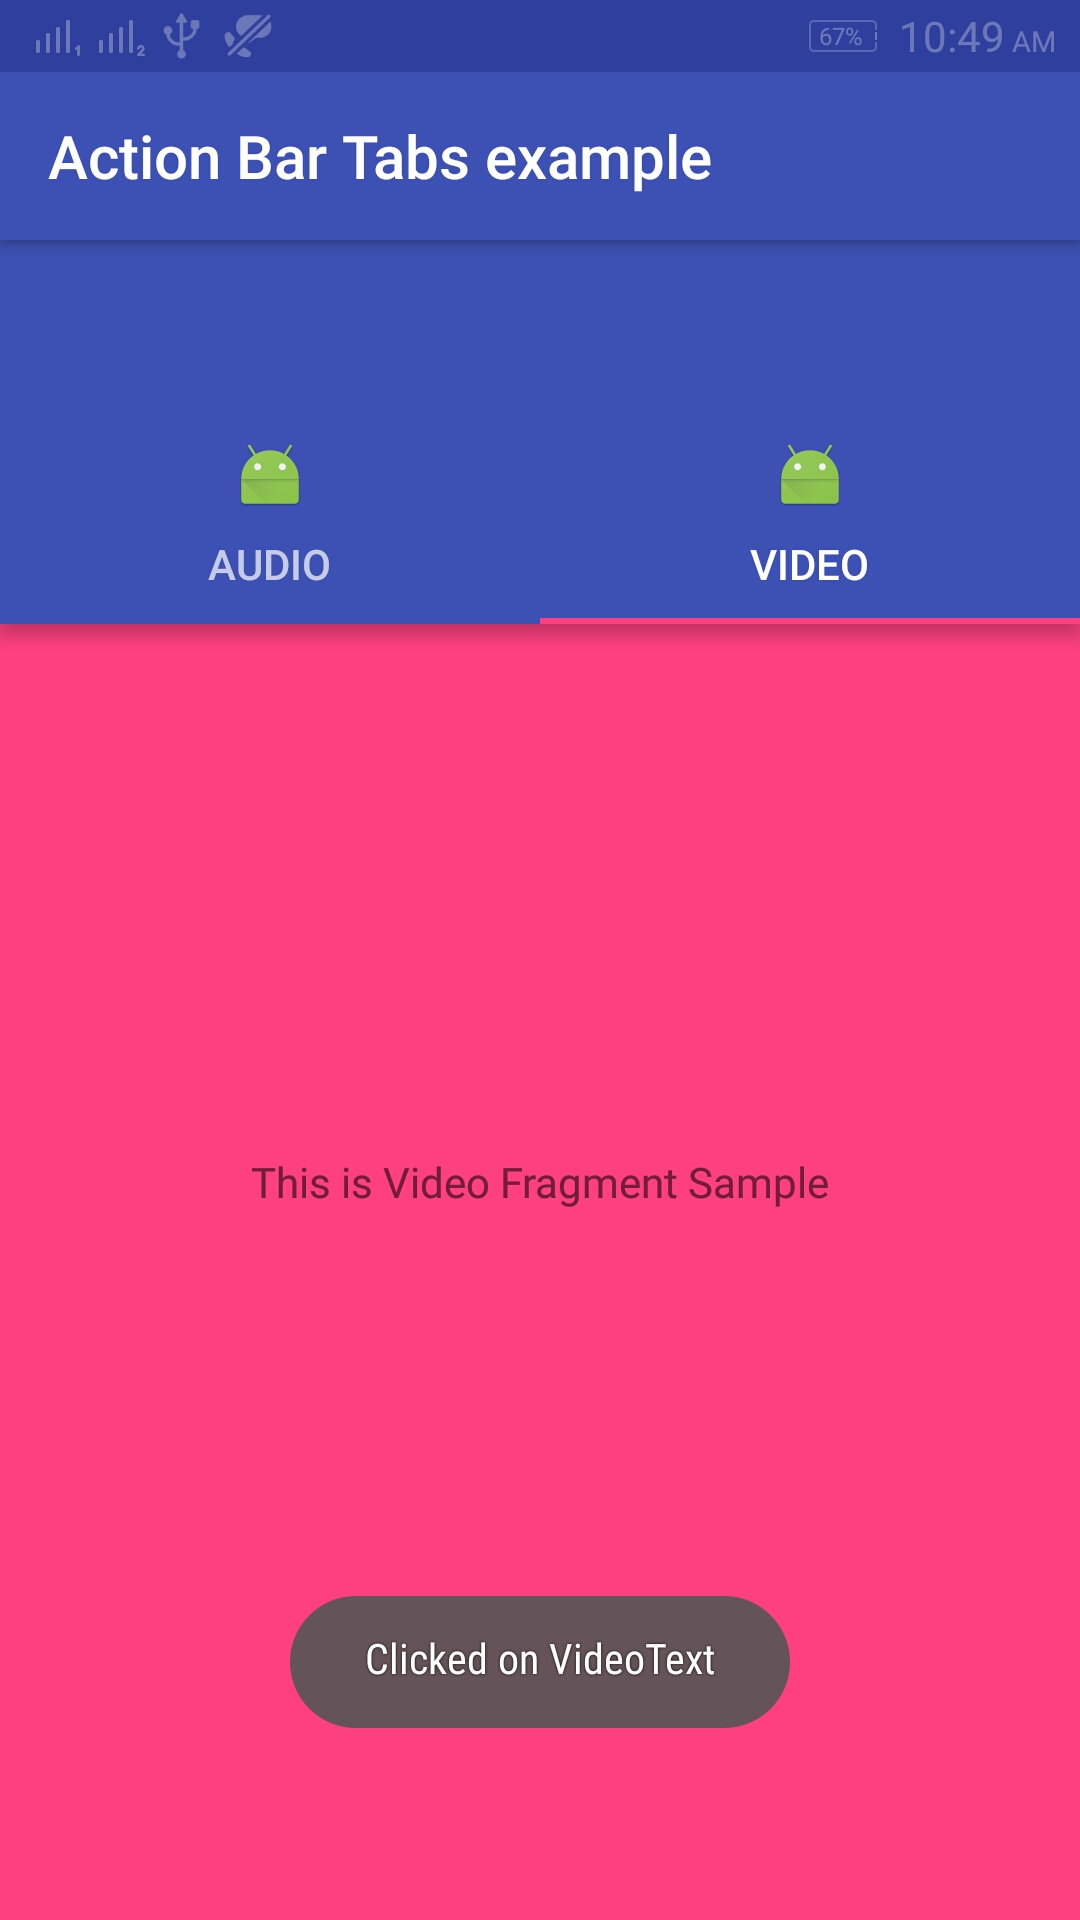 1 2 67% 10:49 AM
Action Bar Tabs example
AUDIO VIDEO
This is Video Fragment Sample
Clicked on VideoText